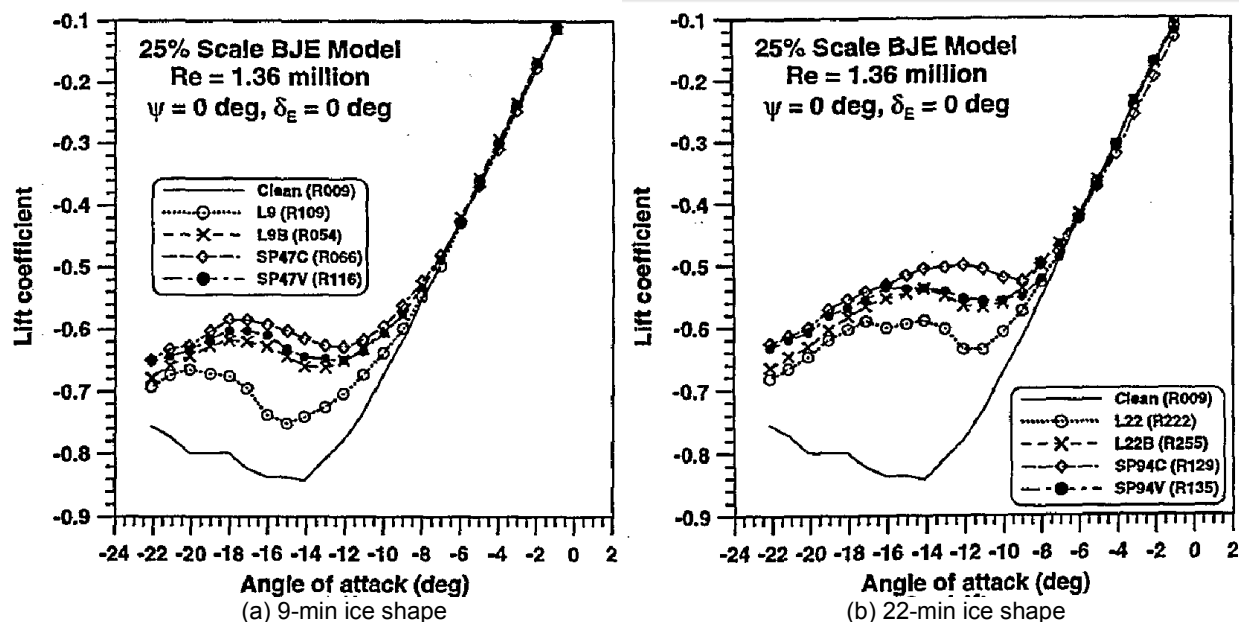 25% Scale BJE Model
Re = 1.36 million
ψ = 0 deg, δE = 0 deg
Lift coefficient
-0.1
-0.2
-0.3
-0.4
-0.5
-0.6
-0.7
-0.8
-0.9
Clean (R009)
L9 (R109)
L9B (R054)
SP47C (R066)
SP47V (R116)
-24 -22 -20 -18 -16 -14 -12 -10 -8 -6 -4 -2 0 2
Angle of attack (deg)
(a) 9-min ice shape
25% Scale BJE Model
Re = 1.36 million
ψ = 0 deg, δE = 0 deg
Lift coefficient
-0.1
-0.2
-0.3
-0.4
-0.5
-0.6
-0.7
-0.8
-0.9
Clean (R009)
L22 (R222)
L22B (R255)
SP94C (R129)
SP94V (R135)
-24 -22 -20 -18 -16 -14 -12 -10 -8 -6 -4 -2 0 2
Angle of attack (deg)
(b) 22-min ice shape